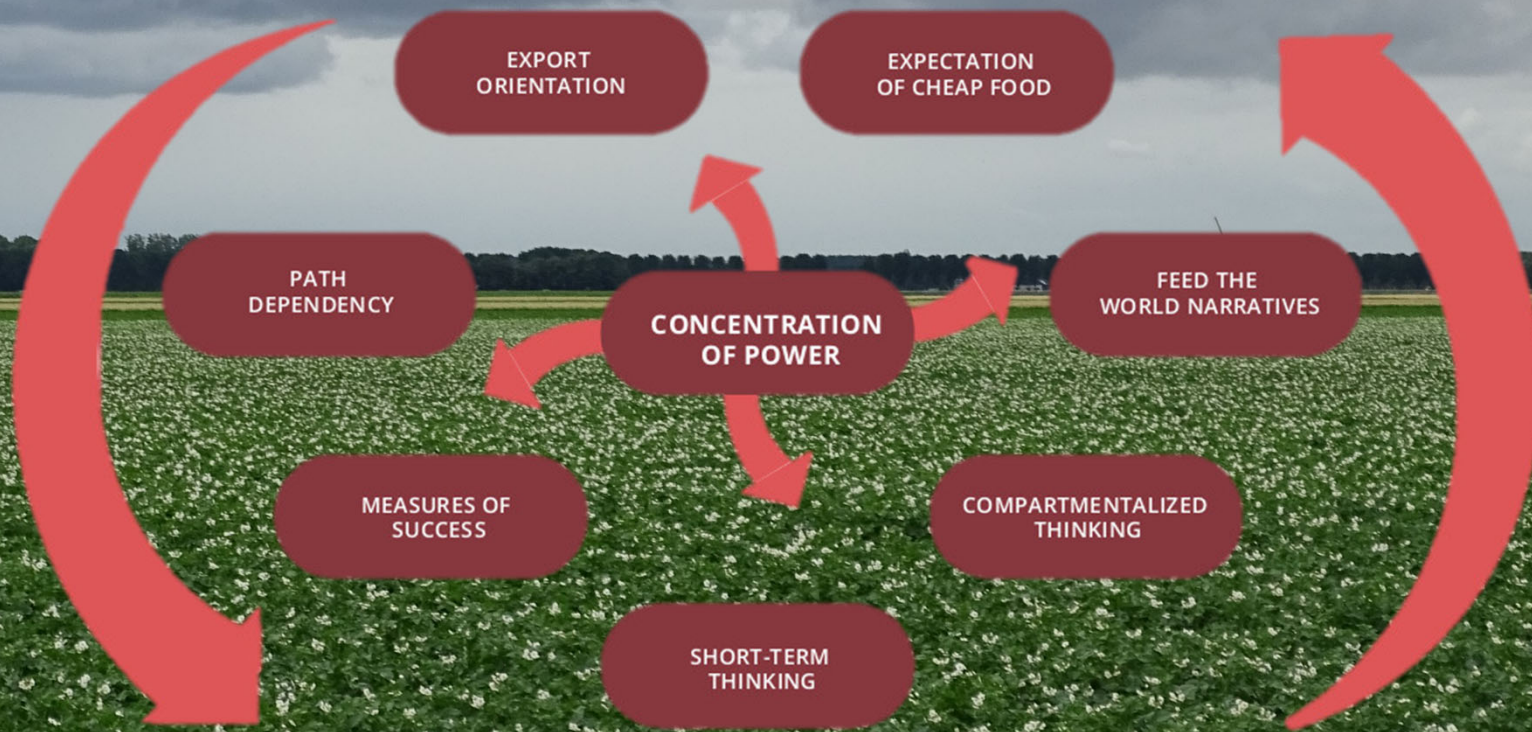 EXPORT
ORIENTATION
EXPECTATION
OF CHEAP FOOD
PATH
DEPENDENCY
CONCENTRATION
OF POWER
FEED THE
WORLD NARRATIVES
MEASURES OF
SUCCESS
COMPARTMENTALIZED
THINKING
SHORT-TERM
THINKING